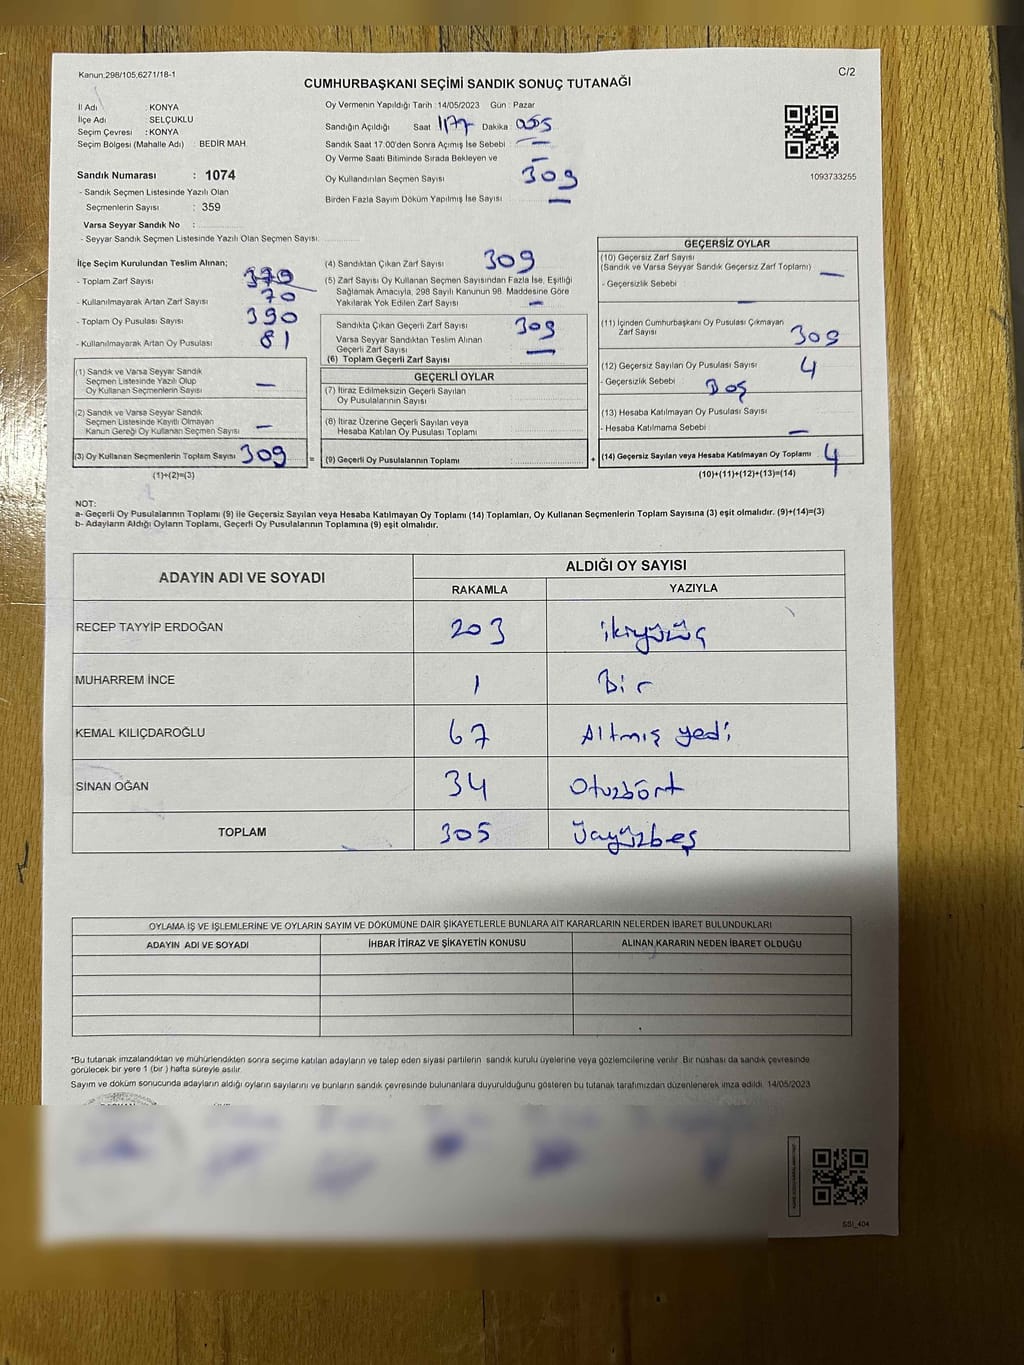 Kanun,298/105,6271/18-1
C/2
CUMHURBAŞKANI SEÇİMİ SANDIK SONUÇ TUTANAĞI
İl Adı : KONYA
İlçe Adı : SELÇUKLU
Seçim Çevresi : KONYA
Seçim Bölgesi (Mahalle Adı) BEDİR MAH.
Sandık Numarası : 1074
- Sandık Seçmen Listesinde Yazılı Olan
Seçmenlerin Sayısı : 359
Varsa Seyyar Sandık No :
- Seyyar Sandık Seçmen Listesinde Yazılı Olan Seçmen Sayısı:
Oy Vermenin Yapıldığı Tarih : 14/05/2023 Gün : Pazar
Sandığın Açıldığı Saat Dakika
Sandık Saat 17.00'den Sonra Açımış İse Sebebi : —
Oy Verme Saati Bitiminde Sırada Bekleyen ve —
Oy Kullandırılan Seçmen Sayısı 309
Birden Fazla Sayım Döküm Yapılmış İse Sayısı —
1093733255
İlçe Seçim Kurulundan Teslim Alınan;
- Toplam Zarf Sayısı
- Kullanılmayarak Artan Zarf Sayısı 70
- Toplam Oy Pusulası Sayısı 390
- Kullanılmayarak Artan Oy Pusulası 81
(1) Sandık ve Varsa Seyyar Sandık
Seçmen Listesinde Yazılı Olup
Oy Kullanan Seçmenlerin Sayısı —
(2) Sandık ve Varsa Seyyar Sandık
Seçmen Listesinde Kayıtlı Olmayan
Kanun Gereği Oy Kullanan Seçmen Sayısı —
(3) Oy Kullanan Seçmenlerin Toplam Sayısı 309 =
(1)+(2)=(3)
(4) Sandıktan Çıkan Zarf Sayısı 309
(5) Zarf Sayısı Oy Kullanan Seçmen Sayısından Fazla İse, Eşitliği
Sağlamak Amacıyla, 298 Sayılı Kanunun 98. Maddesine Göre
Yakılarak Yok Edilen Zarf Sayısı —
Sandıkta Çıkan Geçerli Zarf Sayısı 309
Varsa Seyyar Sandıktan Teslim Alınan
Geçerli Zarf Sayısı —
(6) Toplam Geçerli Zarf Sayısı
GEÇERLİ OYLAR
(7) İtiraz Edilmeksizin Geçerli Sayılan
Oy Pusulalarının Sayısı
(8) İtiraz Üzerine Geçerli Sayılan veya
Hesaba Katılan Oy Pusulası Toplamı
(9) Geçerli Oy Pusulalarının Toplamı +
GEÇERSİZ OYLAR
(10) Geçersiz Zarf Sayısı
(Sandık ve Varsa Seyyar Sandık Geçersiz Zarf Toplamı) —
- Geçersizlik Sebebi : —
(11) İçinden Cumhurbaşkanı Oy Pusulası Çıkmayan
Zarf Sayısı 309
(12) Geçersiz Sayılan Oy Pusulası Sayısı 4
- Geçersizlik Sebebi : Boş
(13) Hesaba Katılmayan Oy Pusulası Sayısı
- Hesaba Katılmama Sebebi : —
(14) Geçersiz Sayılan veya Hesaba Katılmayan Oy Toplamı 4
(10)+(11)+(12)+(13)=(14)
NOT:
a- Geçerli Oy Pusulalarının Toplamı (9) ile Geçersiz Sayılan veya Hesaba Katılmayan Oy Toplamı (14) Toplamları, Oy Kullanan Seçmenlerin Toplam Sayısına (3) eşit olmalıdır. (9)+(14)=(3)
b- Adayların Aldığı Oyların Toplamı, Geçerli Oy Pusulalarının Toplamına (9) eşit olmalıdır.
ADAYIN ADI VE SOYADI
ALDIĞI OY SAYISI
RAKAMLA YAZIYLA
RECEP TAYYİP ERDOĞAN 203 ikiyüzüç
MUHARREM İNCE 1 Bir
KEMAL KILIÇDAROĞLU 67 Altmış yedi
SİNAN OĞAN 34 Otuzdört
TOPLAM 305 Üçyüzbeş
OYLAMA İŞ VE İŞLEMLERİNE VE OYLARIN SAYIM VE DÖKÜMÜNE DAİR ŞİKAYETLERLE BUNLARA AİT KARARLARIN NELERDEN İBARET BULUNDUKLARI
ADAYIN ADI VE SOYADI İHBAR İTİRAZ VE ŞİKAYETİN KONUSU ALINAN KARARIN NEDEN İBARET OLDUĞU
*Bu tutanak imzalandıktan ve mühürlendikten sonra seçime katılan adayların ve talep eden siyasi partilerin sandık kurulu üyelerine veya gözlemcilerine verilir. Bir nüshası da sandık çevresinde
görülecek bir yere 1 (bir ) hafta süreyle asılır.
Sayım ve döküm sonucunda adayların aldığı oyların sayılarını ve bunların sandık çevresinde bulunanlara duyurulduğunu gösteren bu tutanak tarafımızdan düzenlenerek imza edildi. 14/05/2023
SSI_404